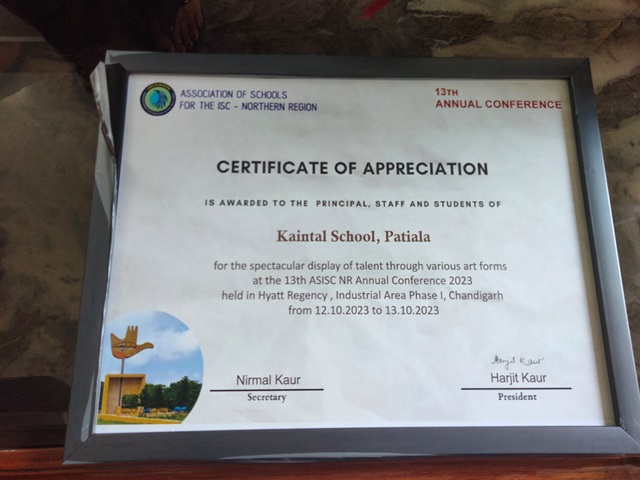 ASSOCIATION OF SCHOOLS
FOR THE ISC - NORTHERN REGION
13TH
ANNUAL CONFERENCE
CERTIFICATE OF APPRECIATION
IS AWARDED TO THE PRINCIPAL, STAFF AND STUDENTS OF
Kaintal School, Patiala
for the spectacular display of talent through various art forms
at the 13th ASISC NR Annual Conference 2023
held in Hyatt Regency , Industrial Area Phase I, Chandigarh
from 12.10.2023 to 13.10.2023
Nirmal Kaur
Secretary
Harjit Kaur
Harjit Kaur
President